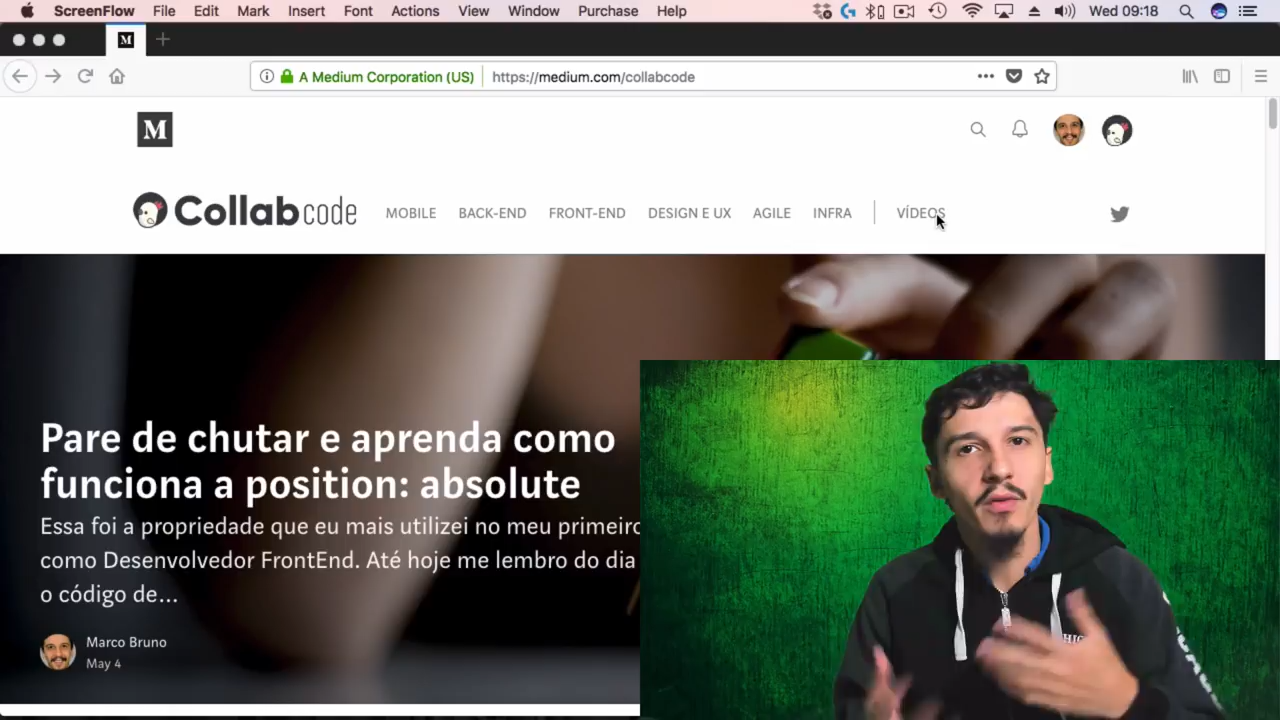 ScreenFlow File Edit Mark Insert Font Actions View Window Purchase Help Wed 09:18
M
A Medium Corporation (US) https://medium.com/collabcode
M
Collabcode MOBILE BACK-END FRONT-END DESIGN E UX AGILE INFRA VÍDEOS
Pare de chutar e aprenda como
funciona a position: absolute
Essa foi a propriedade que eu mais utilizei no meu primeiro
como Desenvolvedor FrontEnd. Até hoje me lembro do dia
o código de...
Marco Bruno
May 4